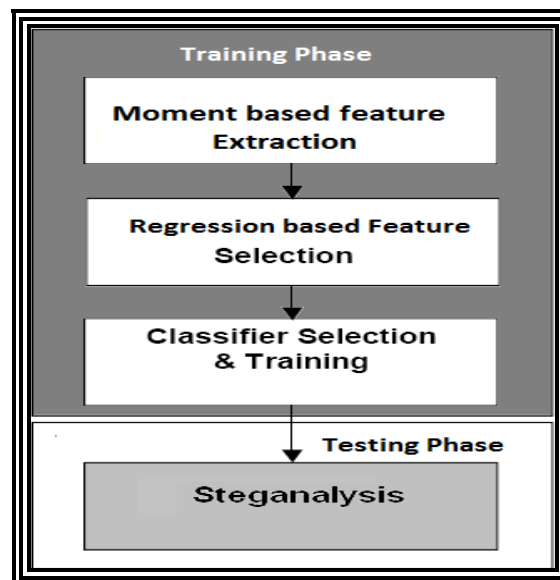 Training Phase
Moment based feature
Extraction
Regression based Feature
Selection
Classifier Selection
& Training
Testing Phase
Steganalysis